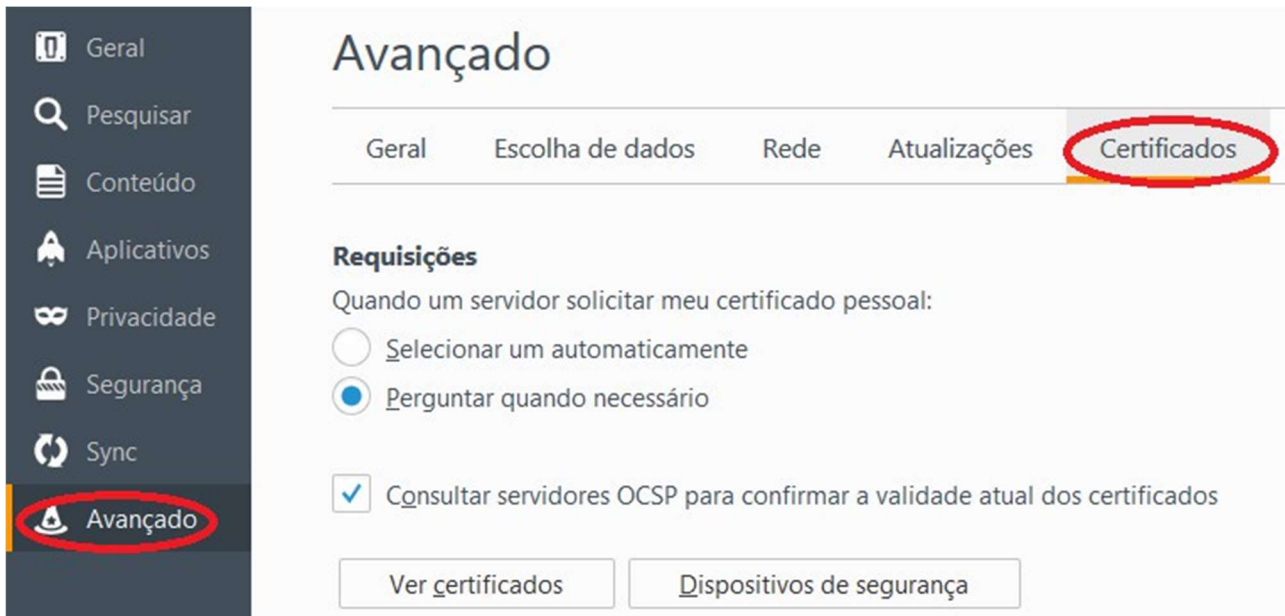 Geral
Pesquisar
Conteúdo
Aplicativos
Privacidade
Segurança
Sync
Avançado
Avançado
Geral Escolha de dados Rede Atualizações Certificados
Requisições
Quando um servidor solicitar meu certificado pessoal:
Selecionar um automaticamente
Perguntar quando necessário
Consultar servidores OCSP para confirmar a validade atual dos certificados
Ver certificados Dispositivos de segurança